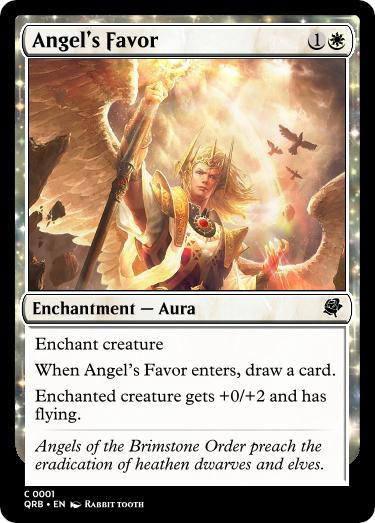 Angel's Favor 1
Enchantment — Aura
Enchant creature
When Angel's Favor enters, draw a card.
Enchanted creature gets +0/+2 and has
flying.
Angels of the Brimstone Order preach the
eradication of heathen dwarves and elves.
C 0001
QRB • EN Rabbit tooth